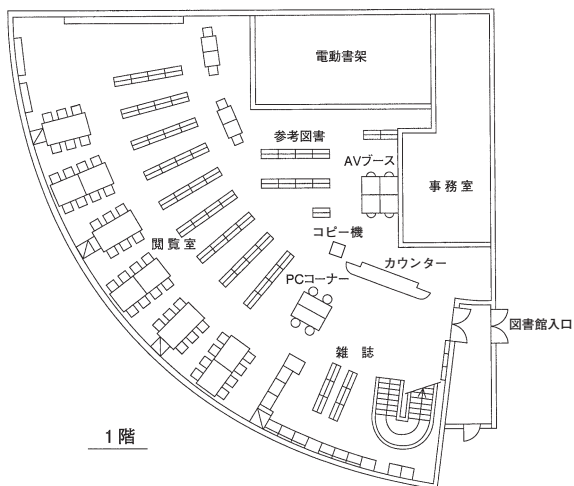 電動書架
参考図書
AVブース
事務室
コピー機
閲覧室
カウンター
PCコーナー
図書館入口
雑誌
1階